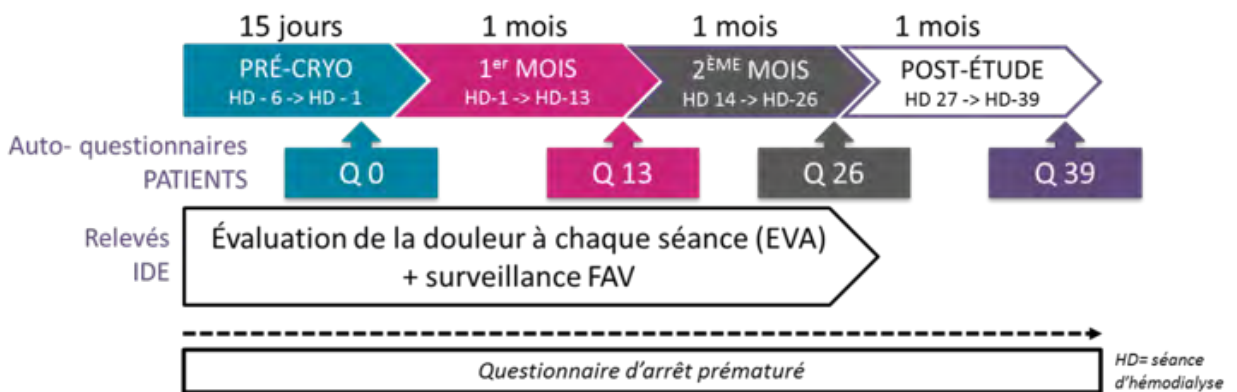 15 jours
1 mois
1 mois
1 mois
PRÉ-CRYO
HD - 6 -> HD - 1
1er MOIS
HD-1 -> HD-13
2ÈME MOIS
HD 14 -> HD-26
POST-ÉTUDE
HD 27 -> HD-39
Auto- questionnaires
PATIENTS
Q 0
Q 13
Q 26
Q 39
Relevés
IDE
Évaluation de la douleur à chaque séance (EVA)
+ surveillance FAV
Questionnaire d'arrêt prématuré
HD= séance
d'hémodialyse